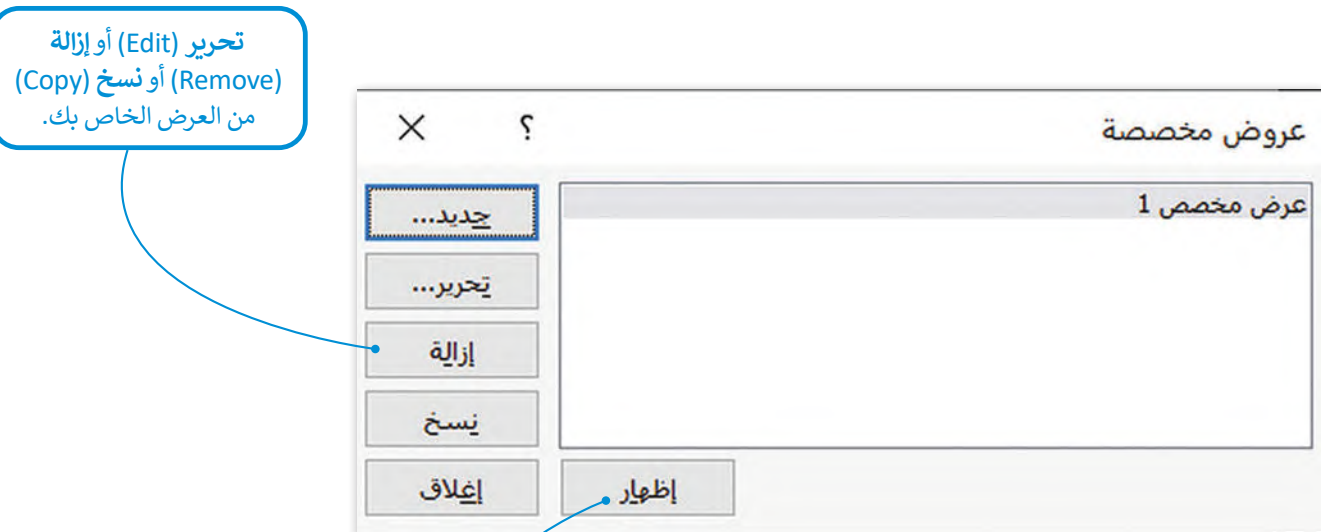 تحرير (Edit) أو إزالة
(Remove) أو نسخ (Copy)
من العرض الخاص بك.
عروض مخصصة
؟
عرض مخصص 1
جديد...
تحرير...
إزالة
نسخ
إظهار
إغلاق